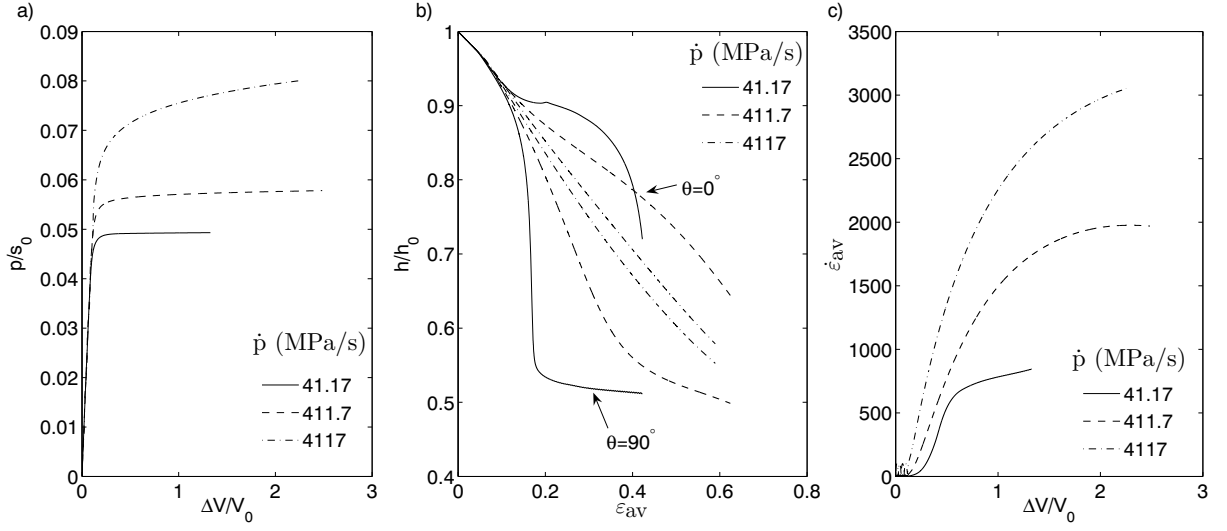 a)
0.09
0.08
0.07
0.06
0.05
0.04
0.03
0.02
0.01
0
p/s₀
0 1 2 3
ΔV/V₀
ṗ (MPa/s)
41.17
411.7
4117
b)
1
0.9
0.8
0.7
0.6
0.5
0.4
h/h₀
0 0.2 0.4 0.6 0.8
ε_av
ṗ (MPa/s)
41.17
411.7
4117
θ=0°
θ=90°
c)
3500
3000
2500
2000
1500
1000
500
0
ε̇_av
0 1 2 3
ΔV/V₀
ṗ (MPa/s)
41.17
411.7
4117